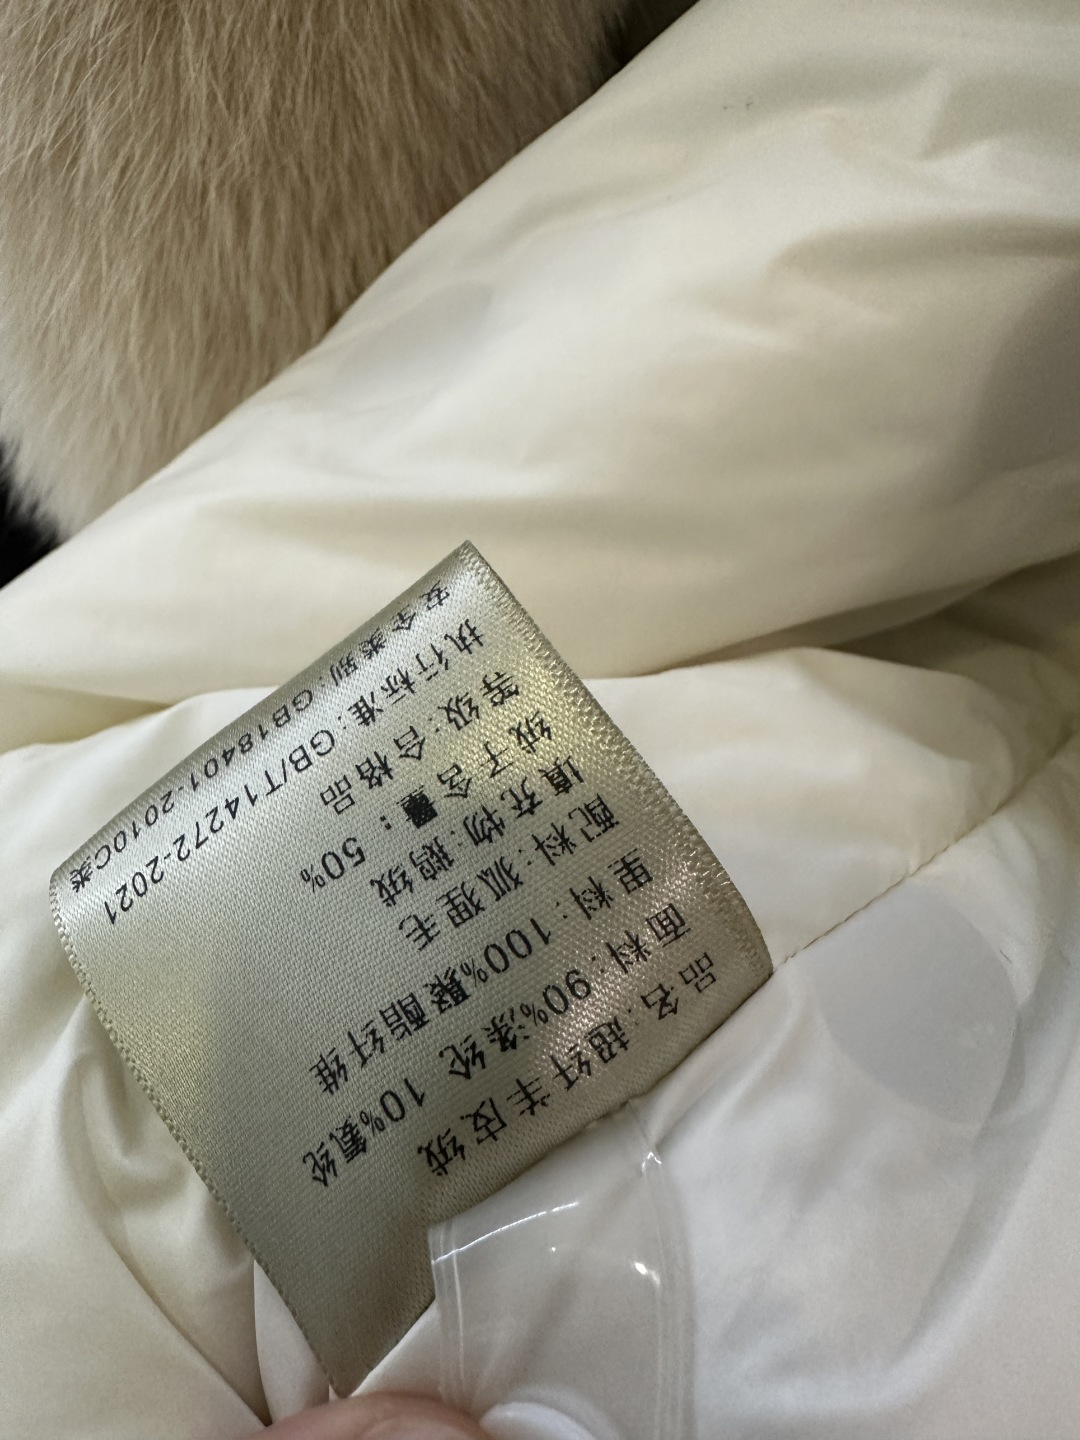 品名:超纤羊皮绒
面料:90%涤纶 10%氨纶
里料:100%聚酯纤维
配料:狐狸毛
填充物:鹅绒
绒子含量:50%
等级:合格品
执行标准:GB/T14272-2021
安全类别:GB18401-2010C类